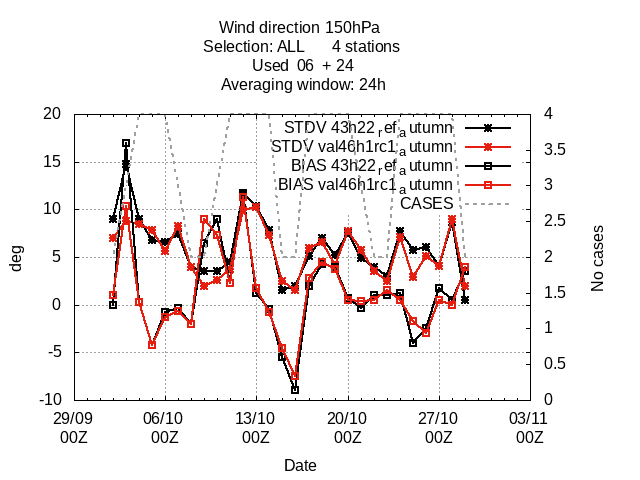 Wind direction 150hPa
Selection: ALL 4 stations
Used 06 + 24
Averaging window: 24h
STDV 43h22_ref_autumn
STDV val46h1rc1_autumn
BIAS 43h22_ref_autumn
BIAS val46h1rc1_autumn
CASES
20
15
10
5
0
-5
-10
deg
4
3.5
3
2.5
2
1.5
1
0.5
0
No cases
29/09 06/10 13/10 20/10 27/10 03/11
00Z 00Z 00Z 00Z 00Z 00Z
Date